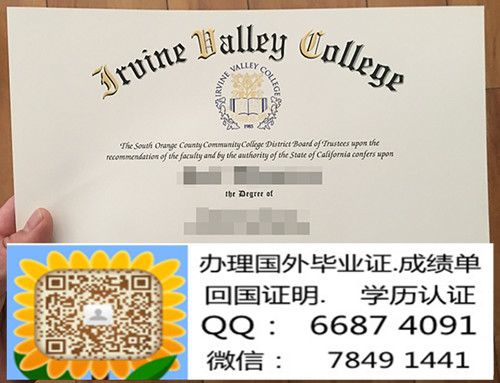 Irvine Valley College
IRVINE VALLEY COLLEGE
1985
The South Orange County Community College District Board of Trustees upon the
recommendation of the faculty and by the authority of the State of California confers upon
the Degree of
办理国外毕业证.成绩单
回国证明. 学历认证
QQ： 6687 4091
微信： 7849 1441